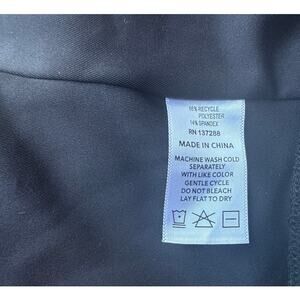 RECYCLE
POLYESTER
14% SPANDEX
RN 137288
MADE IN CHINA
MACHINE WASH COLD
SEPARATELY
WITH LIKE COLOR
GENTLE CYCLE
DO NOT BLEACH
LAY FLAT TO DRY